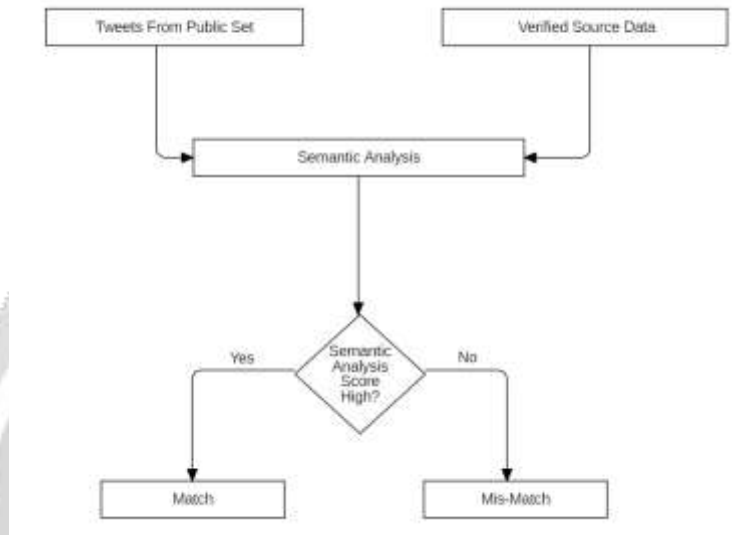 Tweets From Public Set
Verified Source Data
Semantic Analysis
Semantic
Analysis
Score
High?
Yes
No
Match
Mis-Match